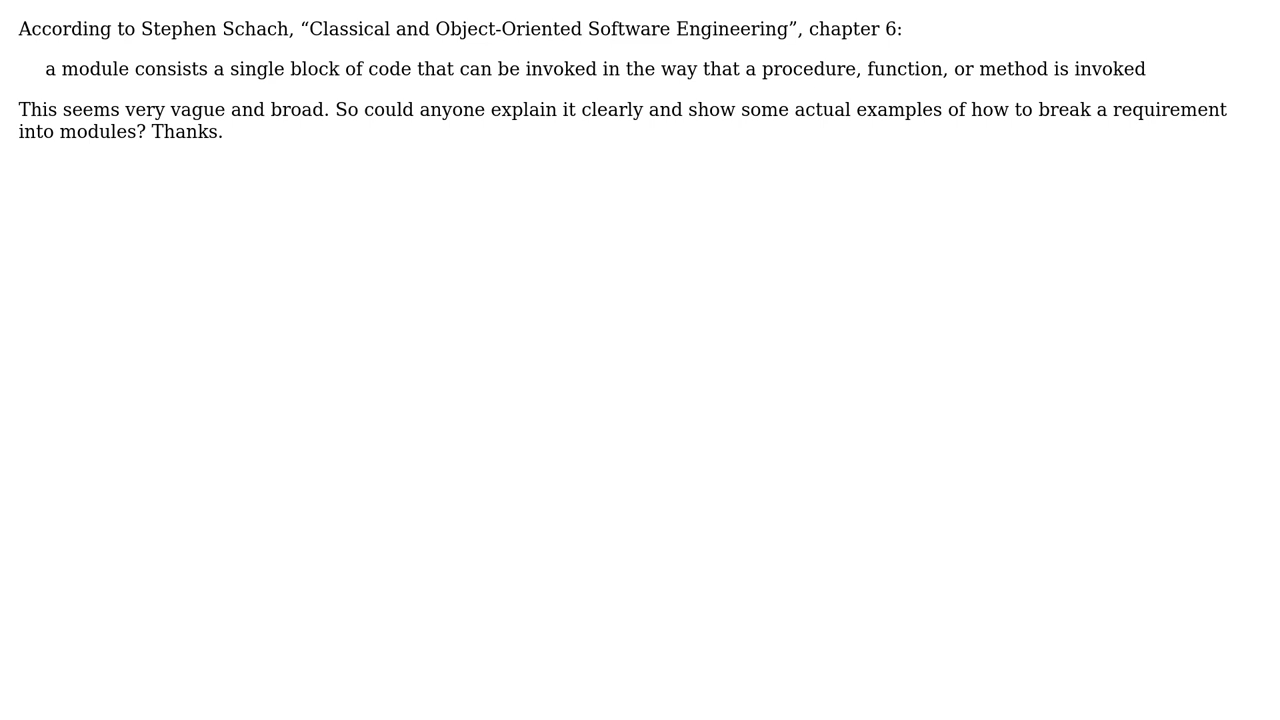 According to Stephen Schach, “Classical and Object-Oriented Software Engineering”, chapter 6:
a module consists a single block of code that can be invoked in the way that a procedure, function, or method is invoked
This seems very vague and broad. So could anyone explain it clearly and show some actual examples of how to break a requirement
into modules? Thanks.